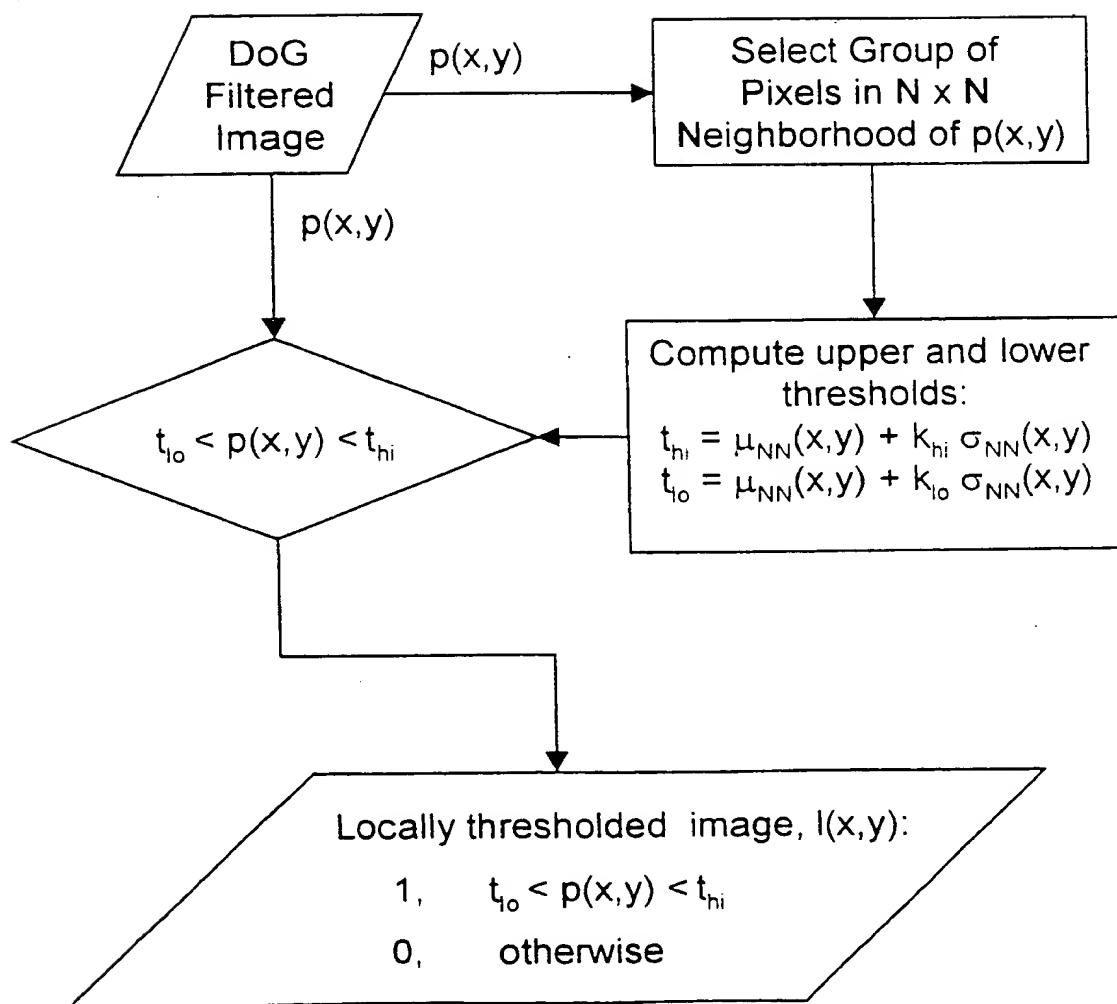 DoG
Filtered
Image
p(x,y)
Select Group of
Pixels in N x N
Neighborhood of p(x,y)
p(x,y)
Compute upper and lower
thresholds:
t_hi = μ_NN(x,y) + k_hi σ_NN(x,y)
t_lo = μ_NN(x,y) + k_lo σ_NN(x,y)
t_lo < p(x,y) < t_hi
Locally thresholded image, l(x,y):
1, t_lo < p(x,y) < t_hi
0, otherwise